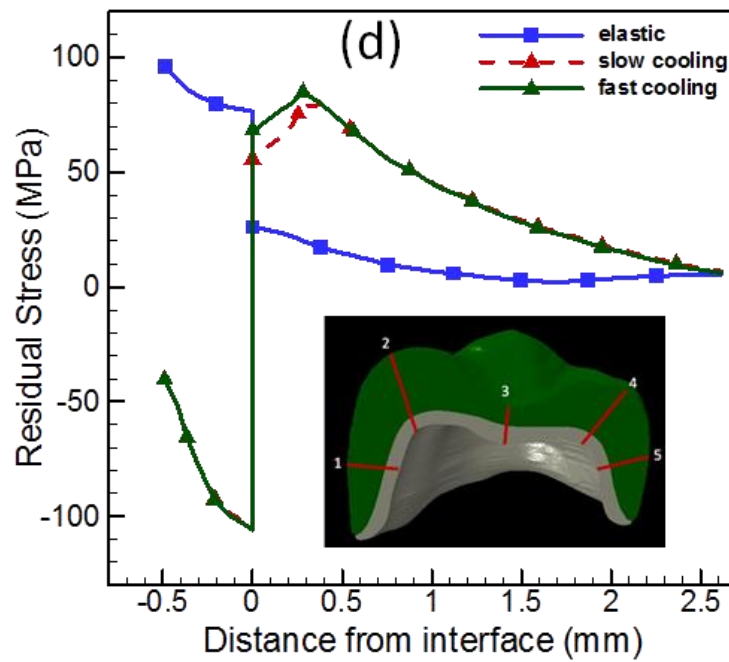 (d)
elastic
slow cooling
fast cooling
Residual Stress (MPa)
100
50
0
-50
-100
2
3
4
1
5
-0.5
0
0.5
1
1.5
2
2.5
Distance from interface (mm)